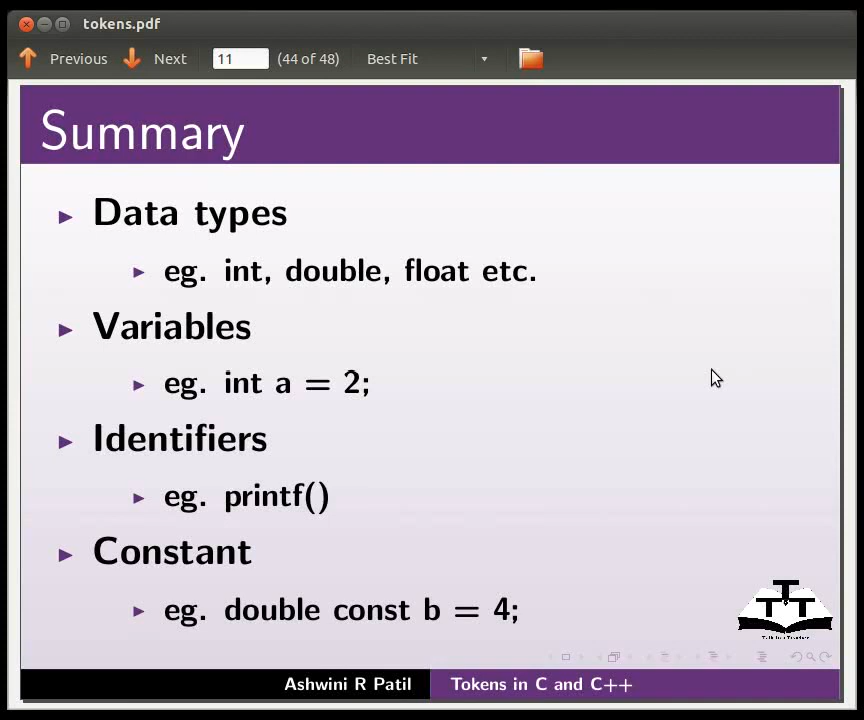 tokens.pdf
Previous Next 11 (44 of 48) Best Fit
Summary
Data types
eg. int, double, float etc.
Variables
eg. int a = 2;
Identifiers
eg. printf()
Constant
eg. double const b = 4;
TTT
Ashwini R Patil Tokens in C and C++